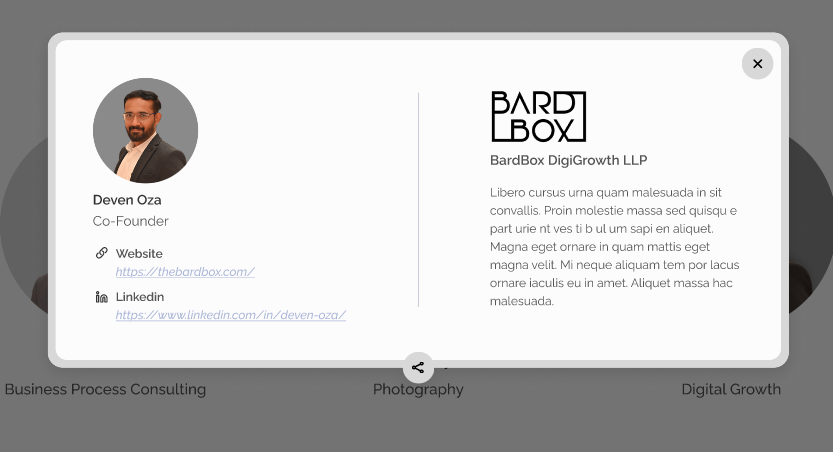 Deven Oza
Co-Founder
Website
https://thebardbox.com/
Linkedin
https://www.linkedin.com/in/deven-oza/
BARD
BOX
BardBox DigiGrowth LLP
Libero cursus urna quam malesuada in sit
convallis. Proin molestie massa sed quisqu e
part urie nt ves ti b ul um sapi en aliquet.
Magna eget ornare in quam mattis eget
magna velit. Mi neque aliquam tem por lacus
ornare iaculis eu in amet. Aliquet massa hac
malesuada.
Business Process Consulting
Photography
Digital Growth